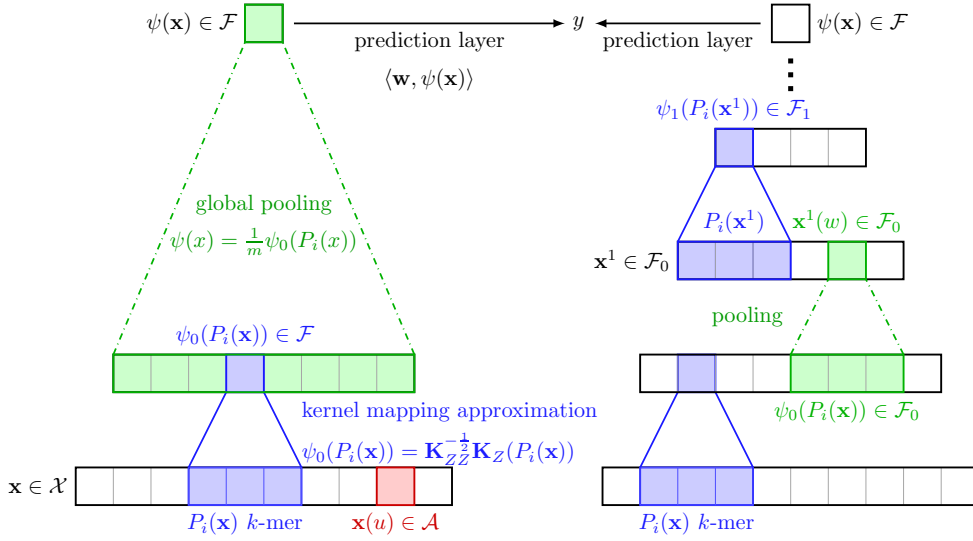 ψ(x) ∈ F
y
ψ(x) ∈ F
prediction layer
prediction layer
⟨w, ψ(x)⟩
ψ₁(Pᵢ(x¹)) ∈ F₁
global pooling
ψ(x) = 1/m ψ₀(Pᵢ(x))
Pᵢ(x¹)
x¹(w) ∈ F₀
x¹ ∈ F₀
pooling
ψ₀(Pᵢ(x)) ∈ F
kernel mapping approximation
ψ₀(Pᵢ(x)) ∈ F₀
ψ₀(Pᵢ(x)) = K_{ZZ}^{-1/2} K_Z(Pᵢ(x))
x ∈ X
Pᵢ(x) k-mer
x(u) ∈ A
Pᵢ(x) k-mer